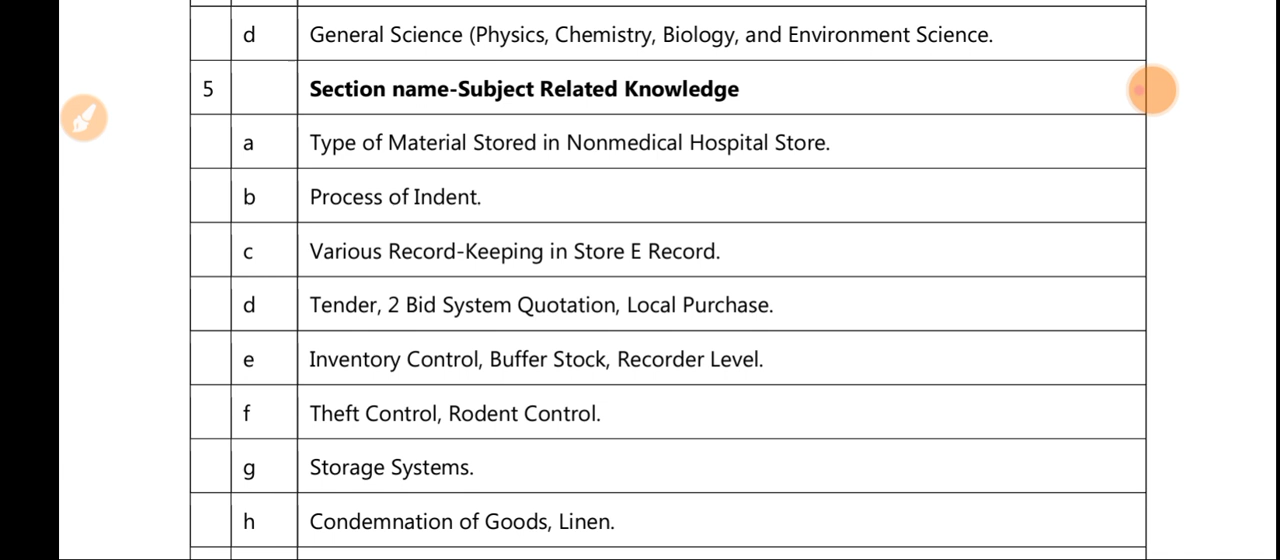 d General Science (Physics, Chemistry, Biology, and Environment Science.
5 Section name-Subject Related Knowledge
a Type of Material Stored in Nonmedical Hospital Store.
b Process of Indent.
c Various Record-Keeping in Store E Record.
d Tender, 2 Bid System Quotation, Local Purchase.
e Inventory Control, Buffer Stock, Recorder Level.
f Theft Control, Rodent Control.
g Storage Systems.
h Condemnation of Goods, Linen.